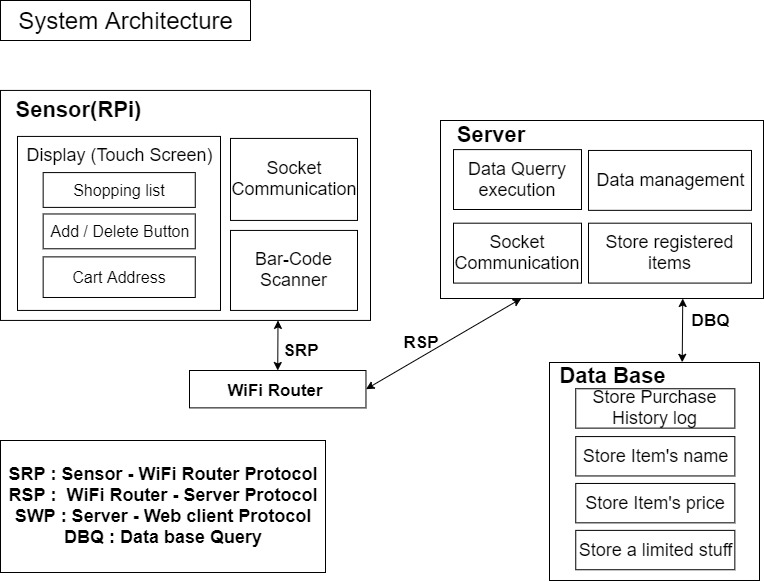 System Architecture
Sensor(RPi)
Display (Touch Screen)
Shopping list
Add / Delete Button
Cart Address
Socket
Communication
Bar-Code
Scanner
Server
Data Querry
execution
Data management
Socket
Communication
Store registered
items
SRP
RSP
DBQ
WiFi Router
Data Base
Store Purchase
History log
Store Item's name
Store Item's price
Store a limited stuff
SRP : Sensor - WiFi Router Protocol
RSP : WiFi Router - Server Protocol
SWP : Server - Web client Protocol
DBQ : Data base Query